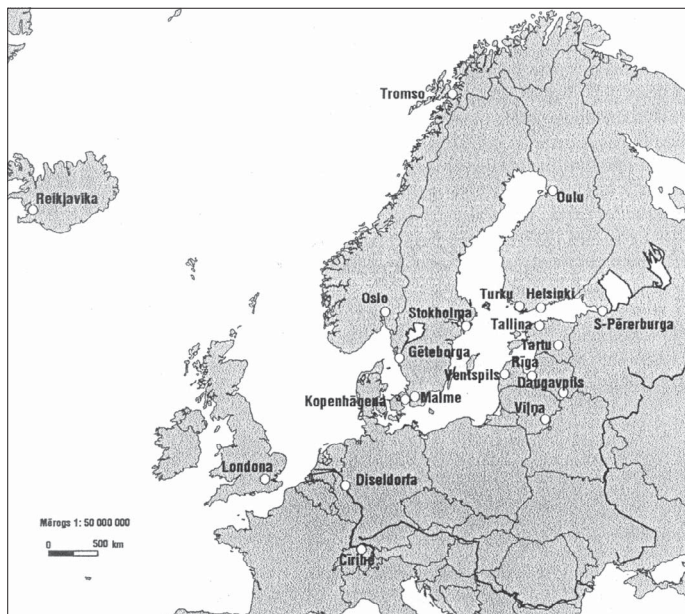 Tromso
Reikjavika
Oulu
Oslo
Stokholma
Turku
Helsinki
Tallina
S-Pērerburga
Tartu
Gēteborga
Ventspils
Rīga
Daugavpils
Kopenhāgena
Malme
Viļņa
Londona
Diseldorfa
Mērogs 1: 50 000 000
0 500 km
Cīrihe